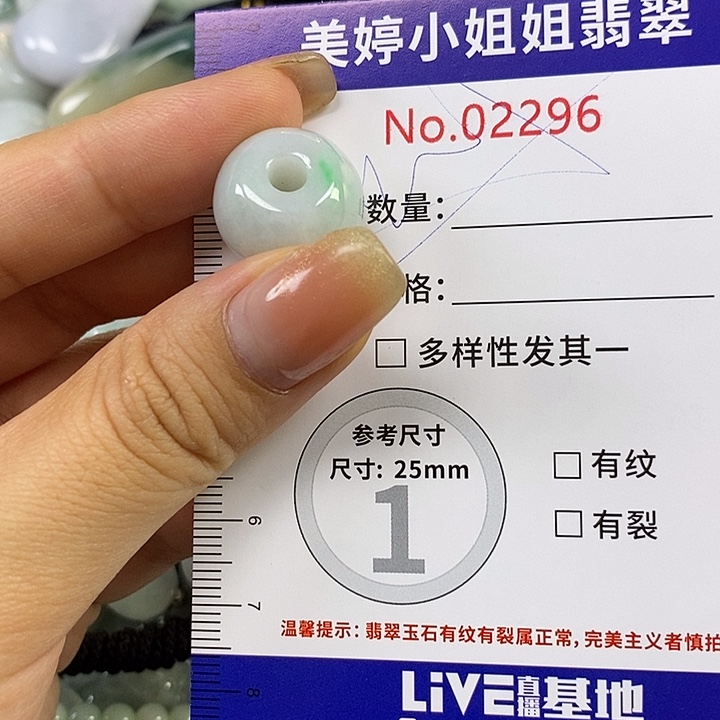 美婷小姐姐翡翠
No.02296
数量：
格：
□ 多样性发其一
参考尺寸
尺寸: 25mm
1
□ 有纹
□ 有裂
6
7
8
温馨提示：翡翠玉石有纹有裂属正常，完美主义者慎拍
LiVE直播基地